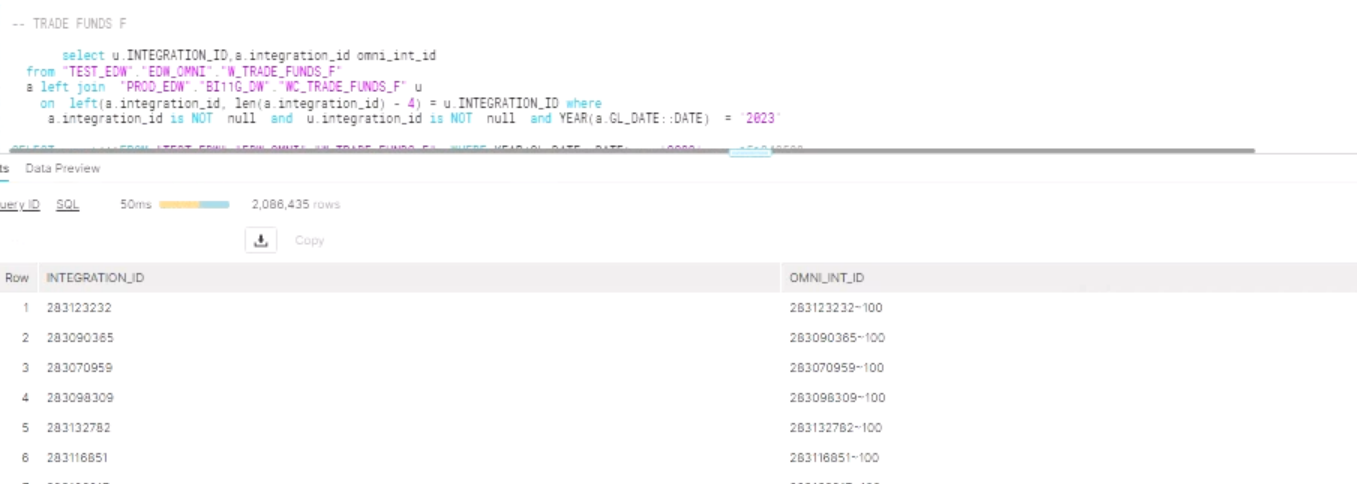 -- TRADE FUNDS F
select u.INTEGRATION_ID,a.integration_id omni_int_id
from "TEST_EDW"."EDW_OMNI"."W_TRADE_FUNDS_F"
a left join "PROD_EDW"."BI11G_DW"."WC_TRADE_FUNDS_F" u
on left(a.integration_id, len(a.integration_id) - 4) = u.INTEGRATION_ID where
a.integration_id is NOT null and u.integration_id is NOT null and YEAR(a.GL_DATE::DATE) = '2023'
ts Data Preview
uery ID SQL 50ms 2,086,435 rows
Copy
Row INTEGRATION_ID OMNI_INT_ID
1 283123232 283123232~100
2 283090365 283090365~100
3 283070959 283070959~100
4 283098309 283098309~100
5 283132782 283132782~100
6 283116851 283116851~100